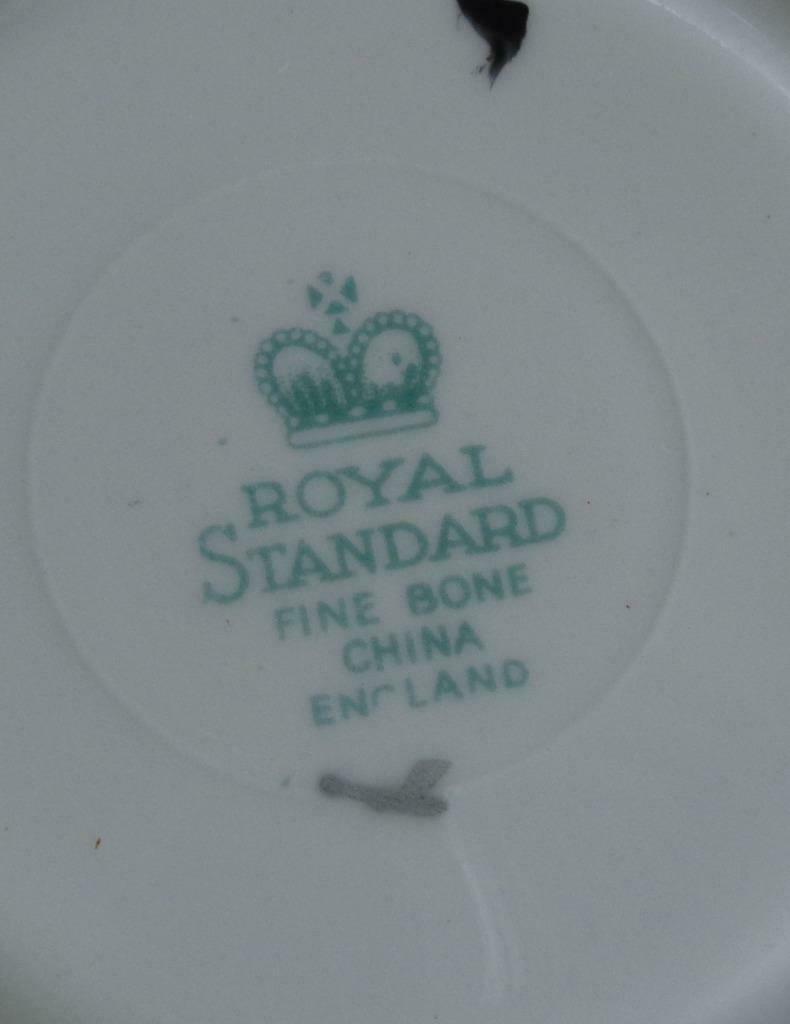 ROYAL
STANDARD
FINE BONE
CHINA
ENGLAND